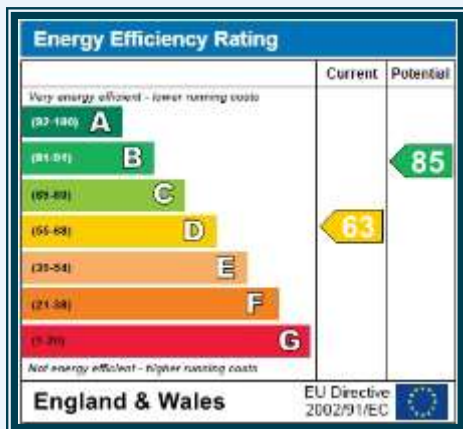 Energy Efficiency Rating
Current Potential
Very energy efficient - lower running costs
(92-100) A
(81-91) B
85
(69-80) C
(55-68) D
63
(39-54) E
(21-38) F
(1-20) G
Not energy efficient - higher running costs
England & Wales
EU Directive
2002/91/EC